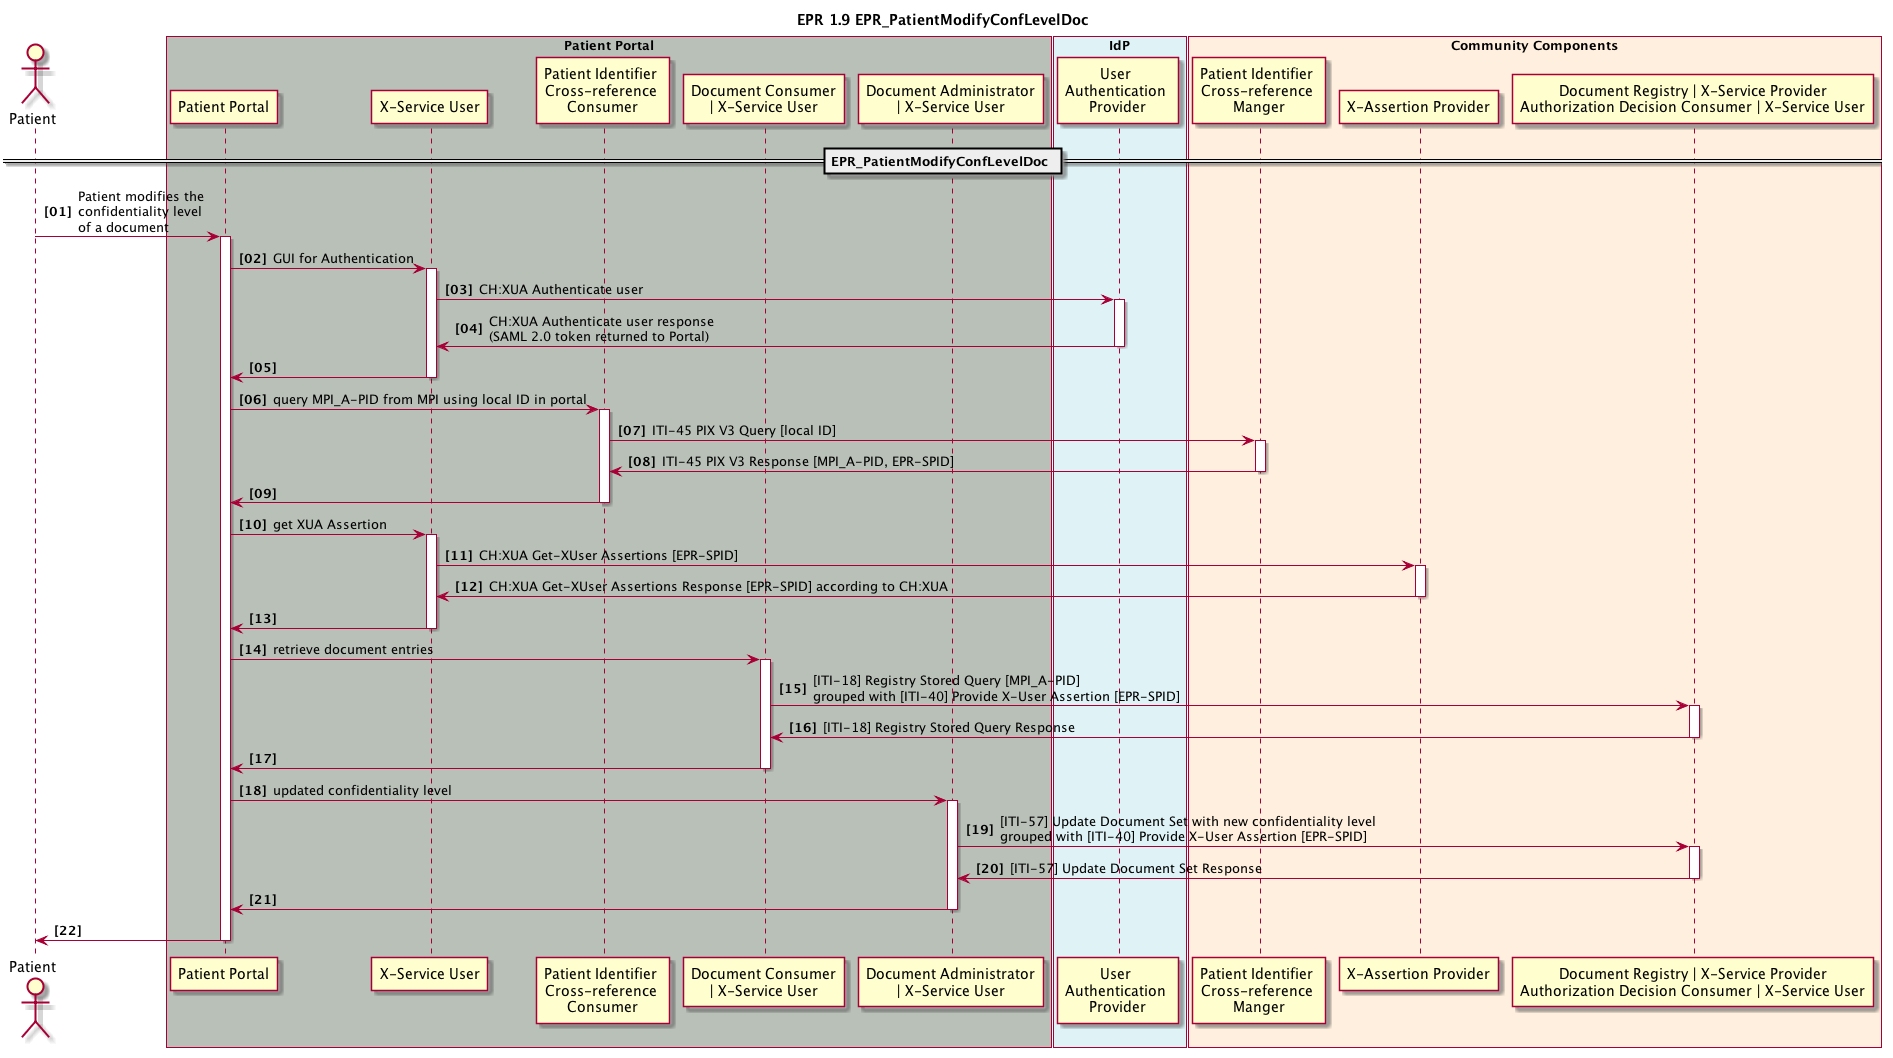 EPR 1.9 EPR_PatientModifyConfLevelDoc
Patient Portal
IdP
Community Components
Patient
Patient Portal
X-Service User
Patient Identifier
Cross-reference
Consumer
Document Consumer
| X-Service User
Document Administrator
| X-Service User
User
Authentication
Provider
Patient Identifier
Cross-reference
Manger
X-Assertion Provider
Document Registry | X-Service Provider
Authorization Decision Consumer | X-Service User
EPR_PatientModifyConfLevelDoc
Patient modifies the
[01] confidentiality level
of a document
[02] GUI for Authentication
[03] CH:XUA Authenticate user
[04] CH:XUA Authenticate user response
(SAML 2.0 token returned to Portal)
[05]
[06] query MPI_A-PID from MPI using local ID in portal
[07] ITI-45 PIX V3 Query [local ID]
[08] ITI-45 PIX V3 Response [MPI_A-PID, EPR-SPID]
[09]
[10] get XUA Assertion
[11] CH:XUA Get-XUser Assertions [EPR-SPID]
[12] CH:XUA Get-XUser Assertions Response [EPR-SPID] according to CH:XUA
[13]
[14] retrieve document entries
[15] [ITI-18] Registry Stored Query [MPI_A-PID]
grouped with [ITI-40] Provide X-User Assertion [EPR-SPID]
[16] [ITI-18] Registry Stored Query Response
[17]
[18] updated confidentiality level
[19] [ITI-57] Update Document Set with new confidentiality level
grouped with [ITI-40] Provide X-User Assertion [EPR-SPID]
[20] [ITI-57] Update Document Set Response
[21]
[22]
Patient
Patient Portal
X-Service User
Patient Identifier
Cross-reference
Consumer
Document Consumer
| X-Service User
Document Administrator
| X-Service User
User
Authentication
Provider
Patient Identifier
Cross-reference
Manger
X-Assertion Provider
Document Registry | X-Service Provider
Authorization Decision Consumer | X-Service User